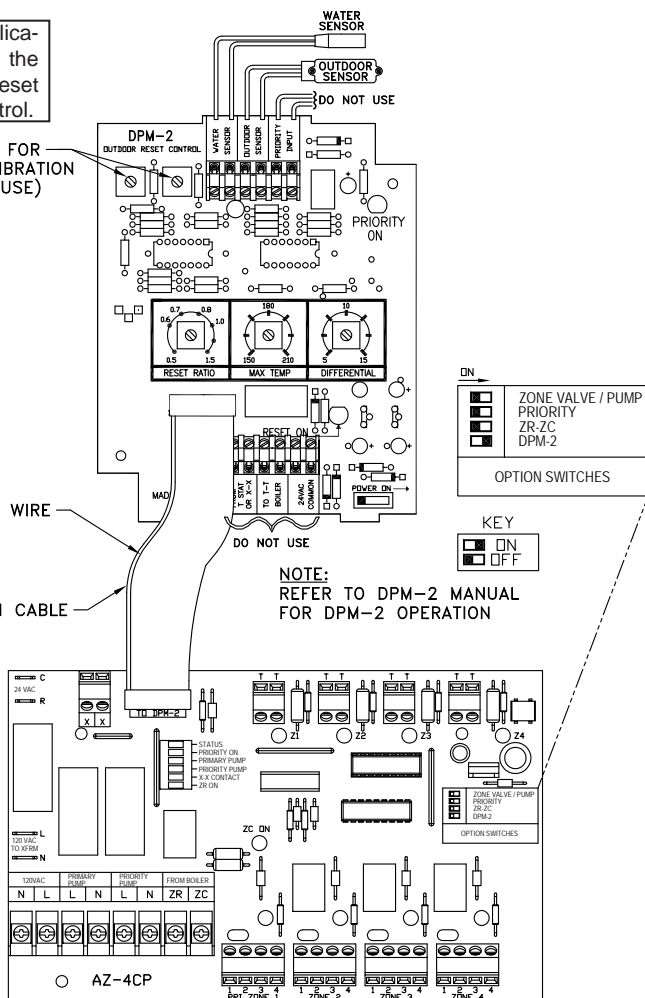 lica-
the
eset
trol.
WATER
SENSOR
OUTDOOR
SENSOR
DO NOT USE
FOR
IBRATION
USE)
DPM-2
OUTDOOR RESET CONTROL
WATER
SENSOR
OUTDOOR
SENSOR
PRIORITY
INPUT
PRIORITY
ON
0.5 0.6 0.7 0.8 1.0 1.5
RESET RATIO
150 180 210
MAX TEMP
5 10 15
DIFFERENTIAL
RESET ON
T STAT
OR X-X
TO T-T
BOILER
24VAC
COMMON
POWER ON
MAD
WIRE
DO NOT USE
CABLE
NOTE:
REFER TO DPM-2 MANUAL
FOR DPM-2 OPERATION
ON
ZONE VALVE / PUMP
PRIORITY
ZR-ZC
DPM-2
OPTION SWITCHES
KEY
ON
OFF
C
24 VAC
R
X X
TO DPM-2
STATUS
PRIORITY ON
PRIMARY PUMP
PRIORITY PUMP
X-X CONTACT
ZR ON
T T T T T T T T
Z1 Z2 Z3 Z4
ZONE VALVE / PUMP
PRIORITY
ZR-ZC
DPM-2
OPTION SWITCHES
L
120 VAC
TO XFRM
N
ZC ON
120VAC
PRIMARY
PUMP
PRIORITY
PUMP
FROM BOILER
N L L N L N ZR ZC
AZ-4CP
1 2 3 4 1 2 3 4 1 2 3 4 1 2 3 4
PRI ZONE 1 ZONE 2 ZONE 3 ZONE 4